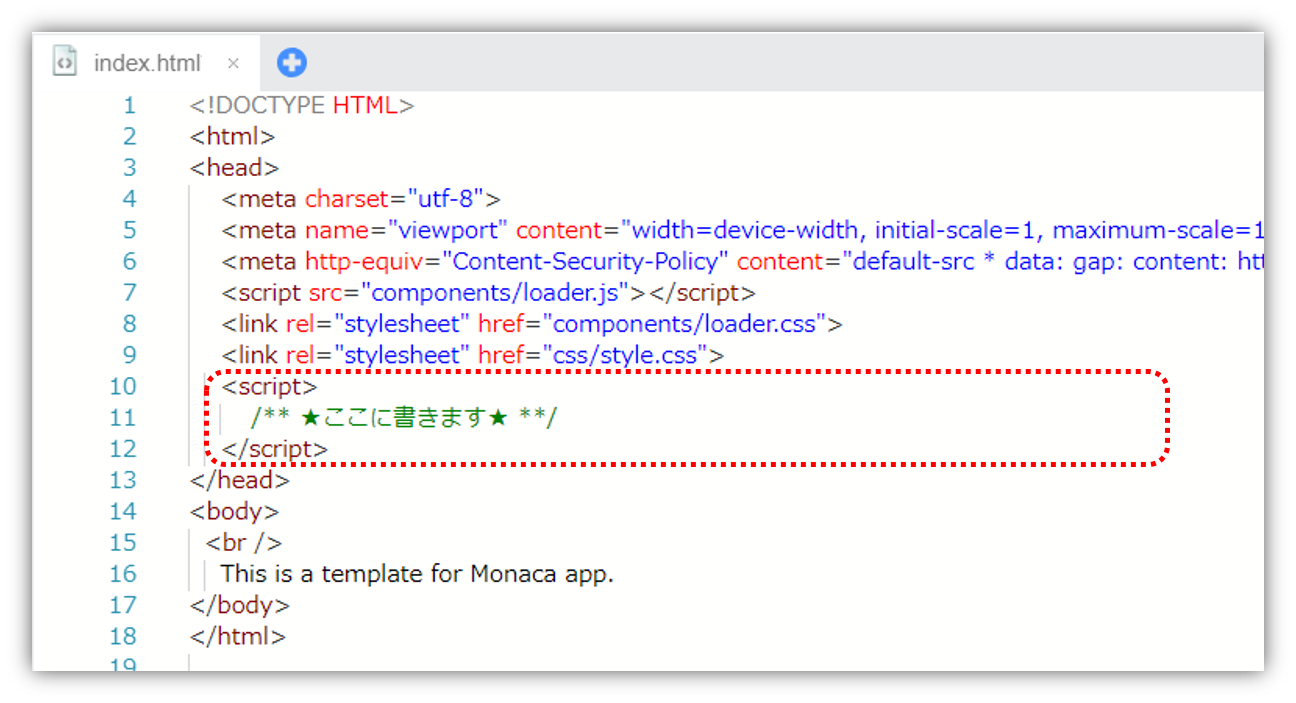 index.html ×
1 <!DOCTYPE HTML>
2 <html>
3 <head>
4 <meta charset="utf-8">
5 <meta name="viewport" content="width=device-width, initial-scale=1, maximum-scale=1
6 <meta http-equiv="Content-Security-Policy" content="default-src * data: gap: content: htt
7 <script src="components/loader.js"></script>
8 <link rel="stylesheet" href="components/loader.css">
9 <link rel="stylesheet" href="css/style.css">
10 <script>
11 /** ★ここに書きます★ **/
12 </script>
13 </head>
14 <body>
15 <br />
16 This is a template for Monaca app.
17 </body>
18 </html>
19